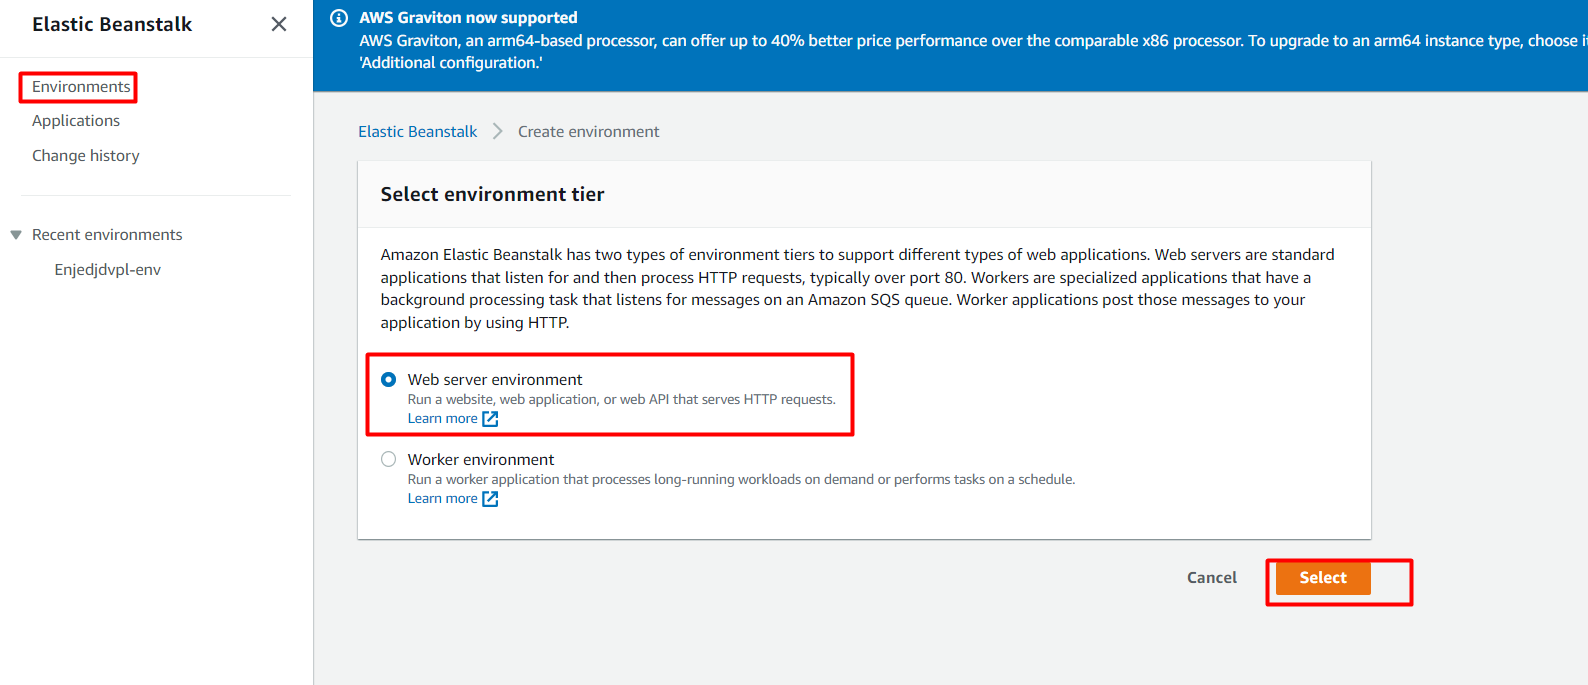 Elastic Beanstalk
Environments
Applications
Change history
Recent environments
Enjedjdvpl-env
AWS Graviton now supported
AWS Graviton, an arm64-based processor, can offer up to 40% better price performance over the comparable x86 processor. To upgrade to an arm64 instance type, choose
'Additional configuration.'
Elastic Beanstalk
Create environment
Select environment tier
Amazon Elastic Beanstalk has two types of environment tiers to support different types of web applications. Web servers are standard
applications that listen for and then process HTTP requests, typically over port 80. Workers are specialized applications that have a
background processing task that listens for messages on an Amazon SQS queue. Worker applications post those messages to your
application by using HTTP.
Web server environment
Run a website, web application, or web API that serves HTTP requests.
Learn more
Worker environment
Run a worker application that processes long-running workloads on demand or performs tasks on a schedule.
Learn more
Cancel
Select